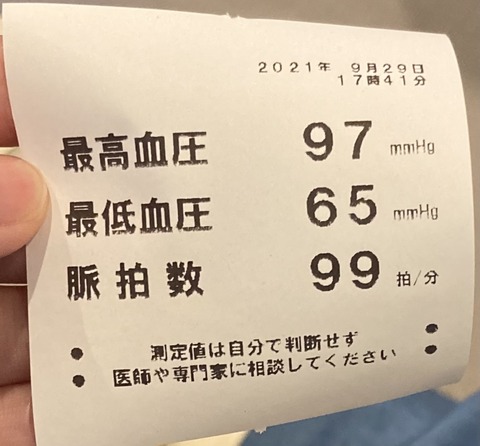 2021年 9月29日
17時41分
最高血圧 97 mmHg
最低血圧 65 mmHg
脈拍数 99 拍/分
● 測定値は自分で判断せず ●
● 医師や専門家に相談してください ●